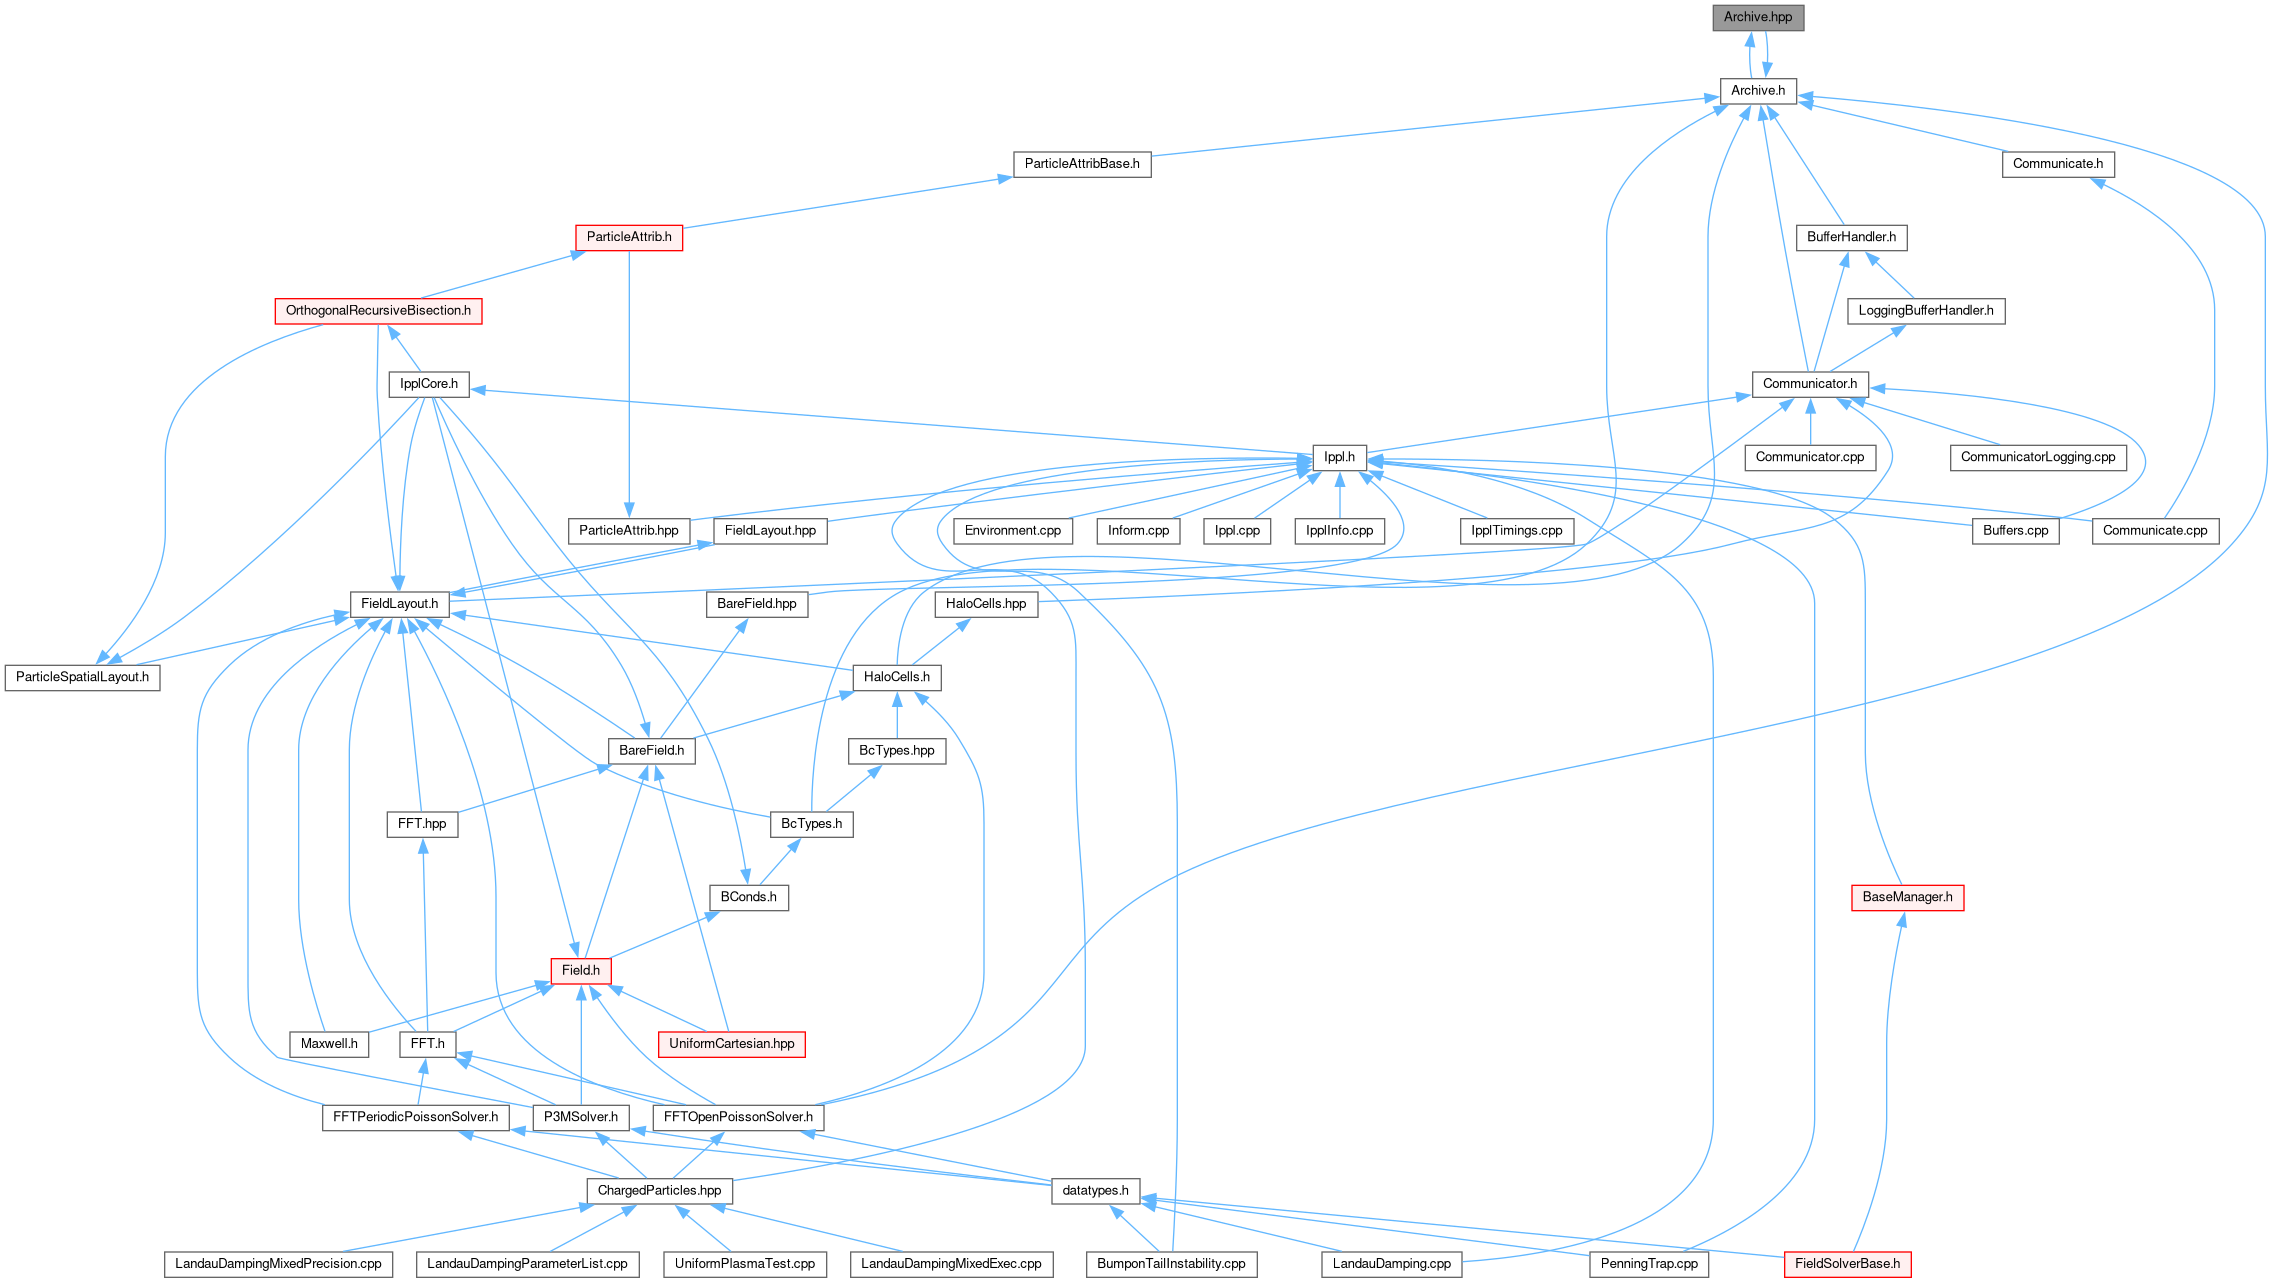 Archive.hpp
Archive.h
ParticleAttribBase.h
Communicate.h
ParticleAttrib.h
BufferHandler.h
OrthogonalRecursiveBisection.h
LoggingBufferHandler.h
IpplCore.h
Communicator.h
Ippl.h
Communicator.cpp
CommunicatorLogging.cpp
ParticleAttrib.hpp
FieldLayout.hpp
Environment.cpp
Inform.cpp
Ippl.cpp
IpplInfo.cpp
IpplTimings.cpp
Buffers.cpp
Communicate.cpp
FieldLayout.h
BareField.hpp
HaloCells.hpp
ParticleSpatialLayout.h
HaloCells.h
BareField.h
BcTypes.hpp
FFT.hpp
BcTypes.h
BConds.h
BaseManager.h
Field.h
Maxwell.h
FFT.h
UniformCartesian.hpp
FFTPeriodicPoissonSolver.h
P3MSolver.h
FFTOpenPoissonSolver.h
ChargedParticles.hpp
datatypes.h
LandauDampingMixedPrecision.cpp
LandauDampingParameterList.cpp
UniformPlasmaTest.cpp
LandauDampingMixedExec.cpp
BumponTailInstability.cpp
LandauDamping.cpp
PenningTrap.cpp
FieldSolverBase.h